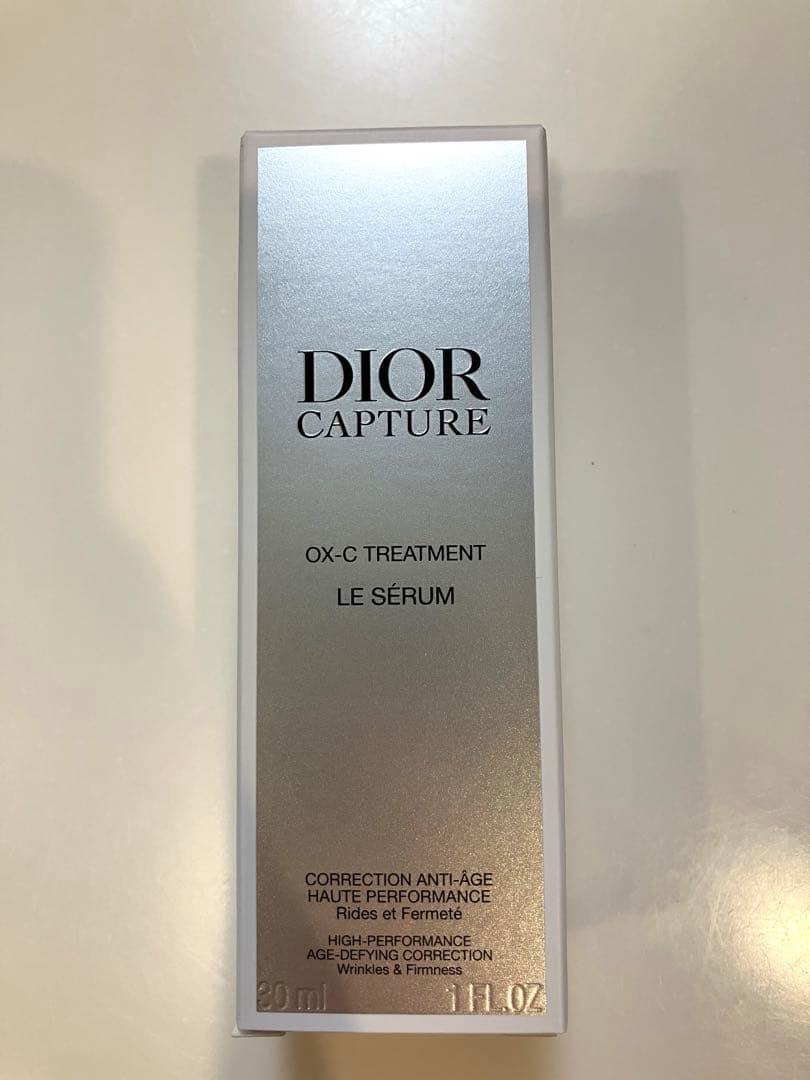 DIOR
CAPTURE
OX-C TREATMENT
LE SÉRUM
CORRECTION ANTI-ÂGE
HAUTE PERFORMANCE
Rides et Fermeté
HIGH-PERFORMANCE
AGE-DEFYING CORRECTION
Wrinkles & Firmness
30 ml 1 FL.OZ